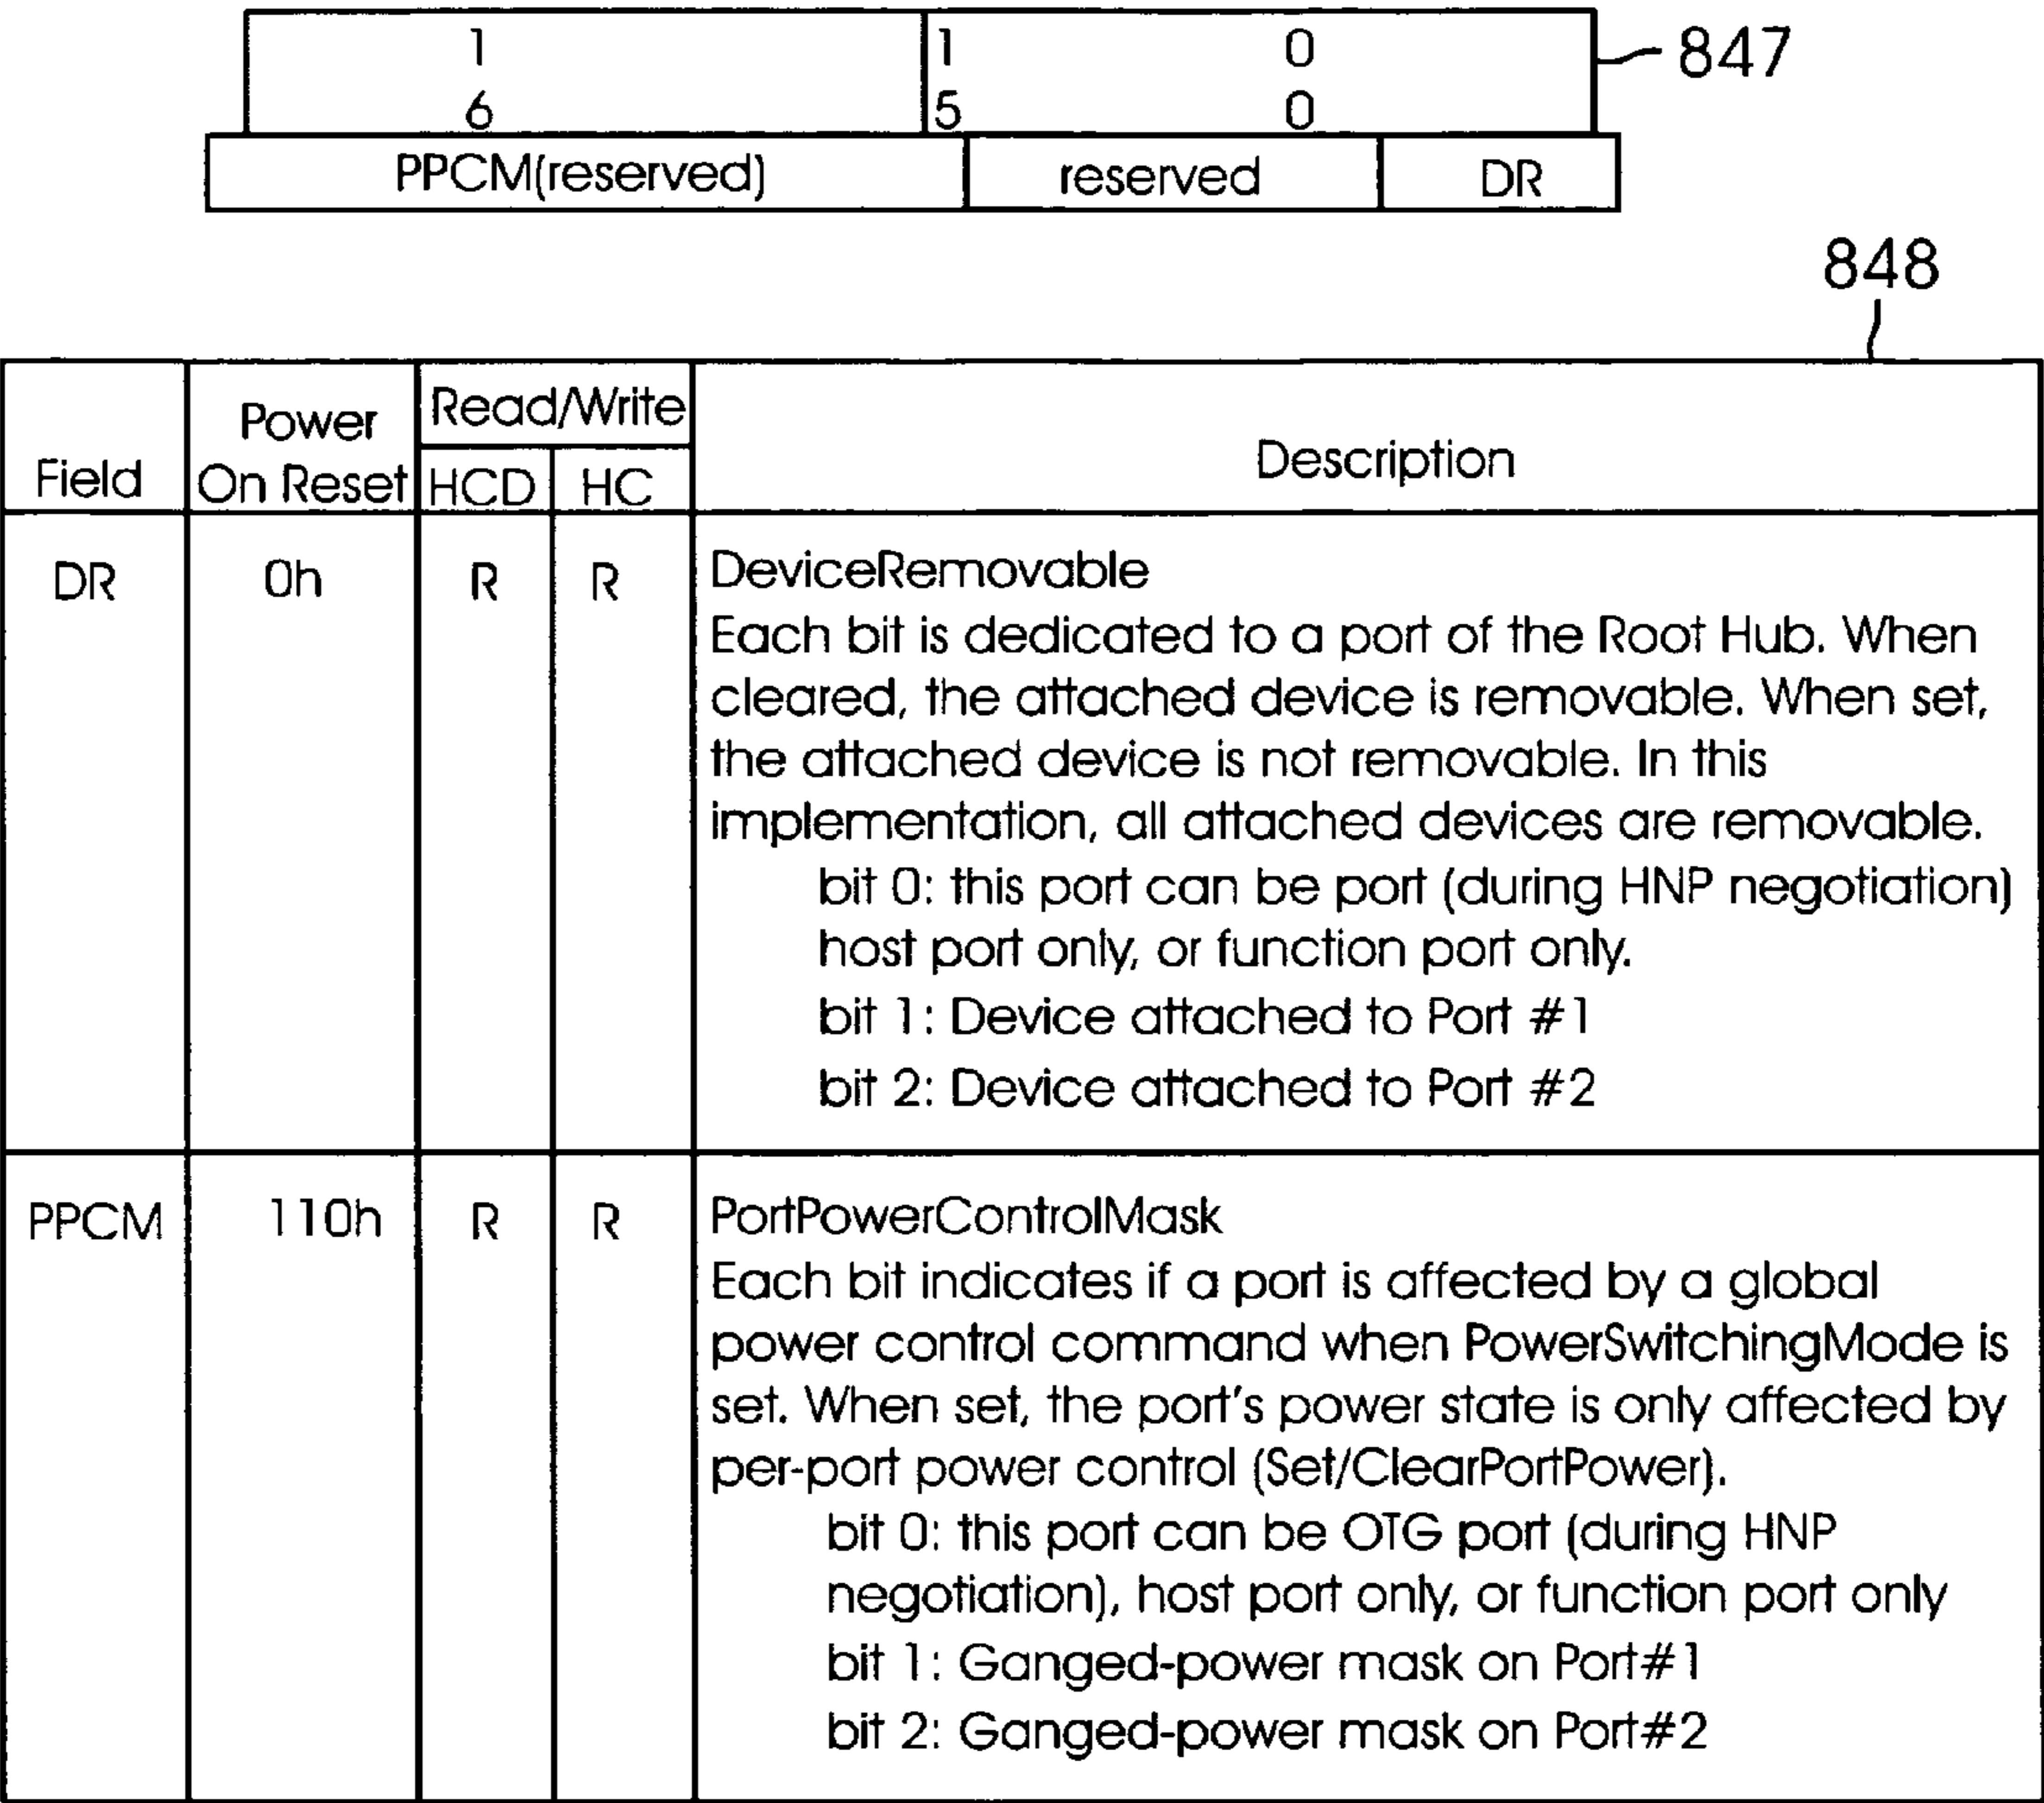 1 1 0
6 5 0
847
PPCM(reserved) reserved DR
848
Field Power On Reset Read/Write Description
HCD HC
DR 0h R R DeviceRemovable
Each bit is dedicated to a port of the Root Hub. When
cleared, the attached device is removable. When set,
the attached device is not removable. In this
implementation, all attached devices are removable.
bit 0: this port can be port (during HNP negotiation)
host port only, or function port only.
bit 1: Device attached to Port #1
bit 2: Device attached to Port #2
PPCM 110h R R PortPowerControlMask
Each bit indicates if a port is affected by a global
power control command when PowerSwitchingMode is
set. When set, the port's power state is only affected by
per-port power control (Set/ClearPortPower).
bit 0: this port can be OTG port (during HNP
negotiation), host port only, or function port only
bit 1: Ganged-power mask on Port#1
bit 2: Ganged-power mask on Port#2